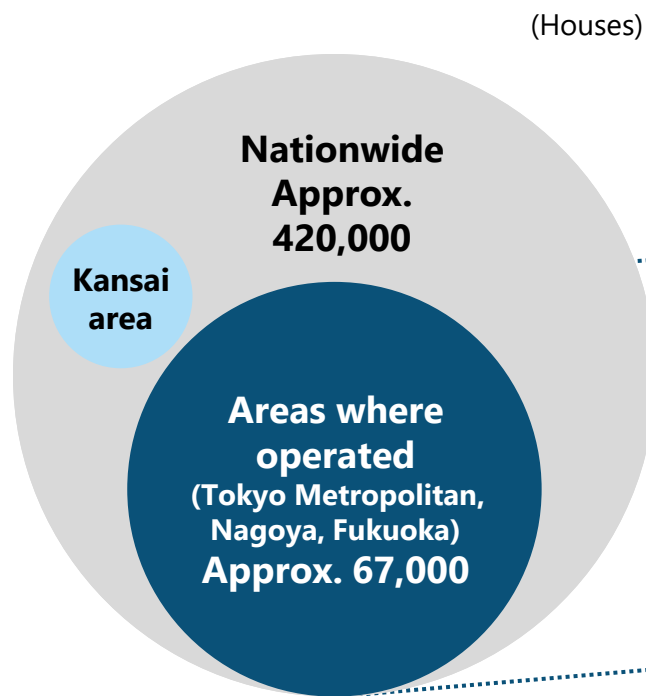 (Houses)
Nationwide
Approx.
420,000
Kansai
area
Areas where
operated
(Tokyo Metropolitan,
Nagoya, Fukuoka)
Approx. 67,000